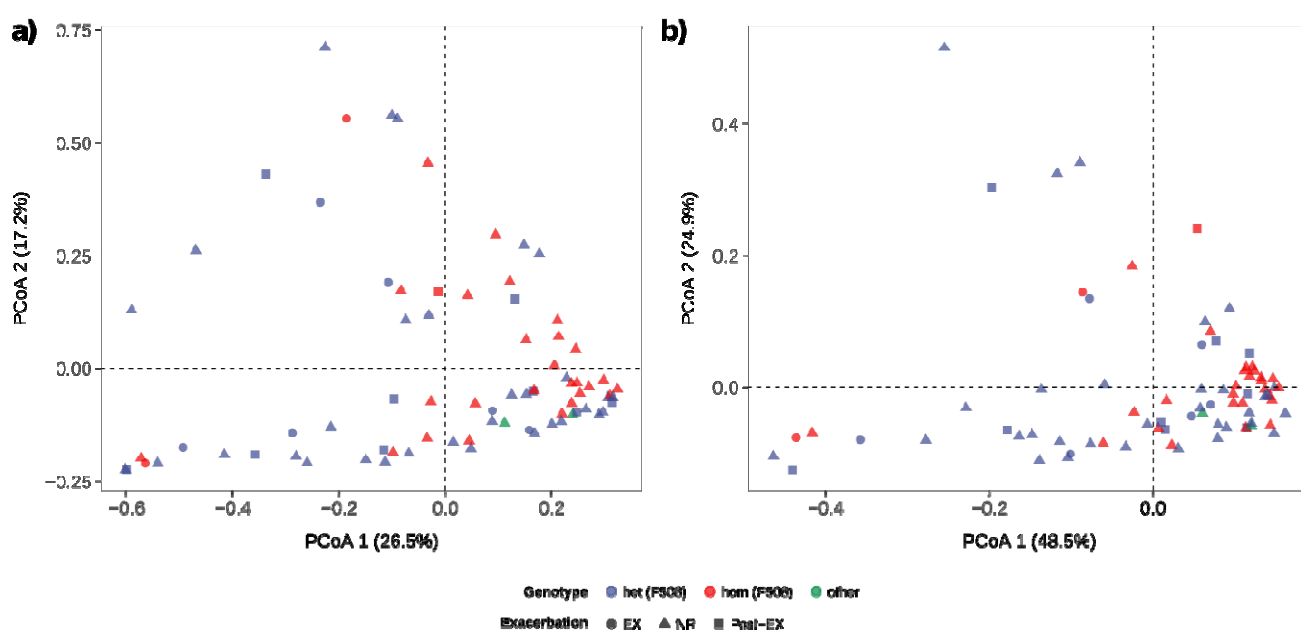 a)
0.75
0.50
0.25
0.00
−0.25
PCoA 2 (17.2%)
−0.6
−0.4
−0.2
0.0
0.2
PCoA 1 (26.5%)
b)
0.4
0.2
0.0
PCoA 2 (24.9%)
−0.4
−0.2
0.0
PCoA 1 (48.5%)
Genotype het (F508) hom (F508) other
Exacerbation EX NR Post−EX